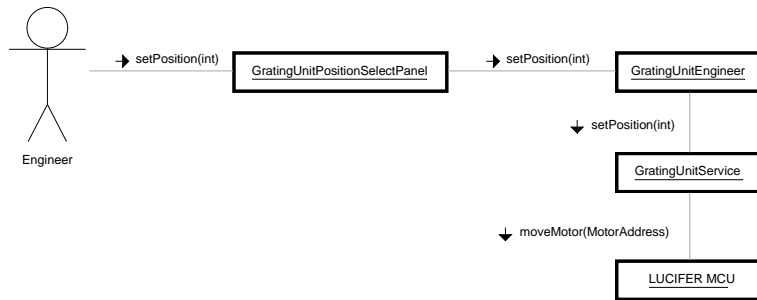 setPosition(int)
GratingUnitPositionSelectPanel
setPosition(int)
GratingUnitEngineer
setPosition(int)
Engineer
GratingUnitService
moveMotor(MotorAddress)
LUCIFER MCU